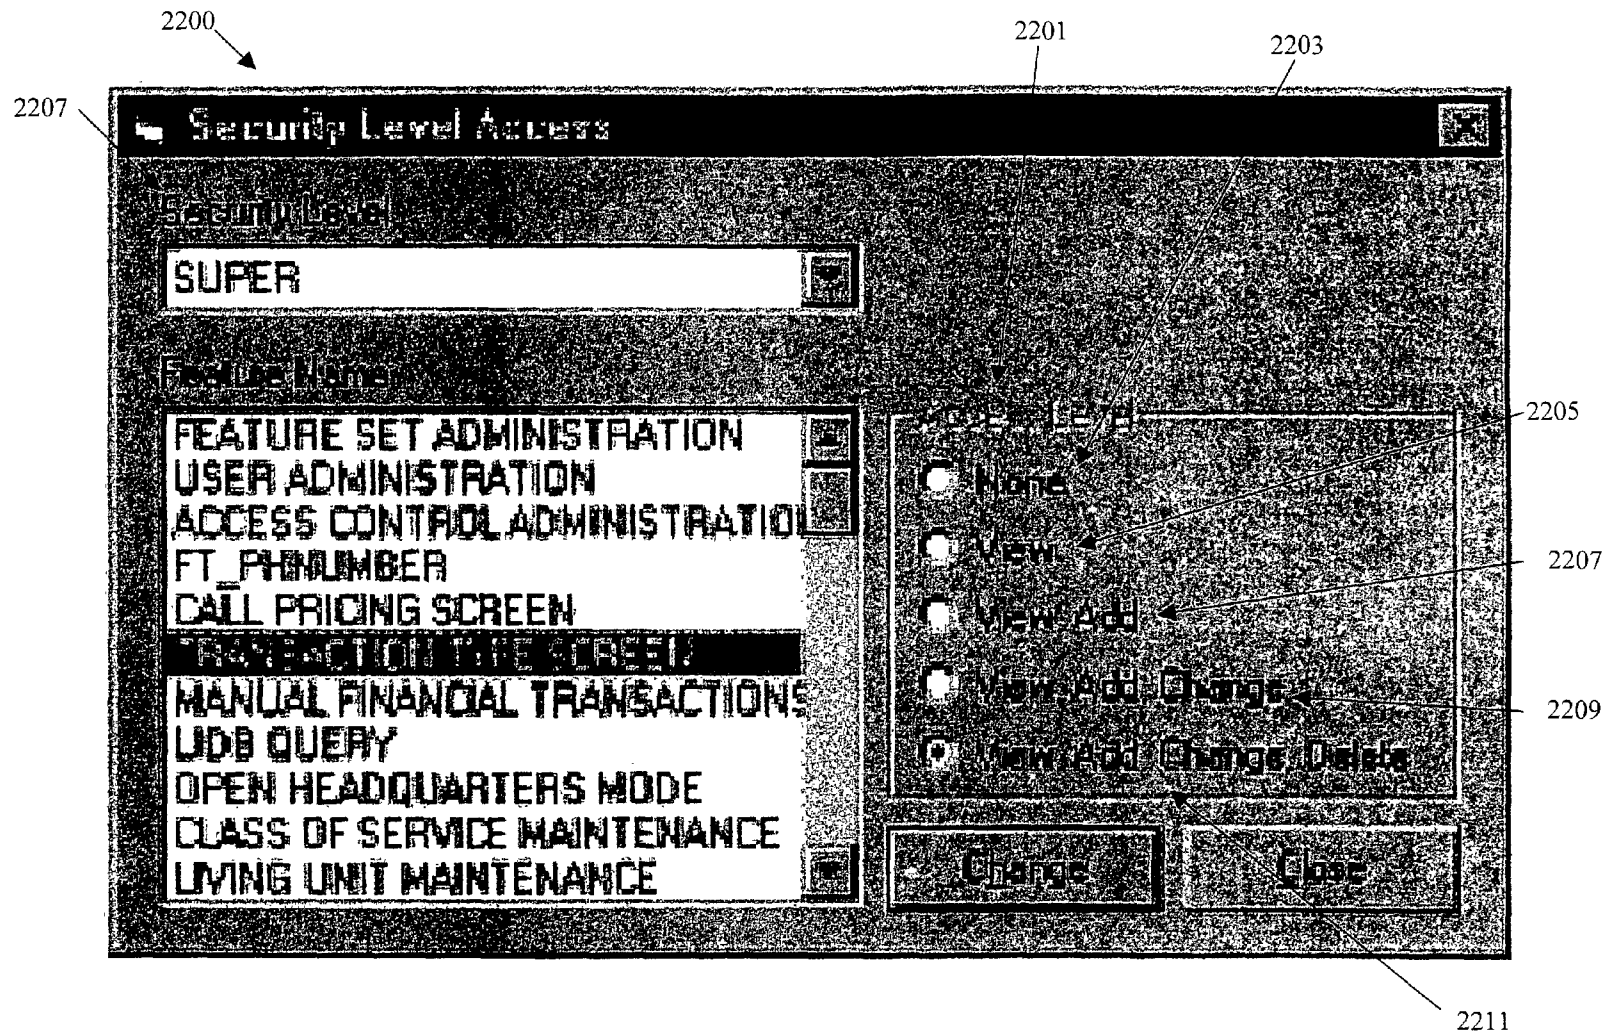 2200
2201
2203
2207
Security Level Access
Security Level
SUPER
Feature Name
FEATURE SET ADMINISTRATION
USER ADMINISTRATION
ACCESS CONTROL ADMINISTRATION
FT_PHNUMBER
CALL PRICING SCREEN
TRANSACTION TYPE SCREEN
MANUAL FINANCIAL TRANSACTIONS
UDB QUERY
OPEN HEADQUARTERS MODE
CLASS OF SERVICE MAINTENANCE
LIVING UNIT MAINTENANCE
Access Level
2205
None
View
2207
View Add
View Add Change
2209
View Add Change Delete
Change
Close
2211